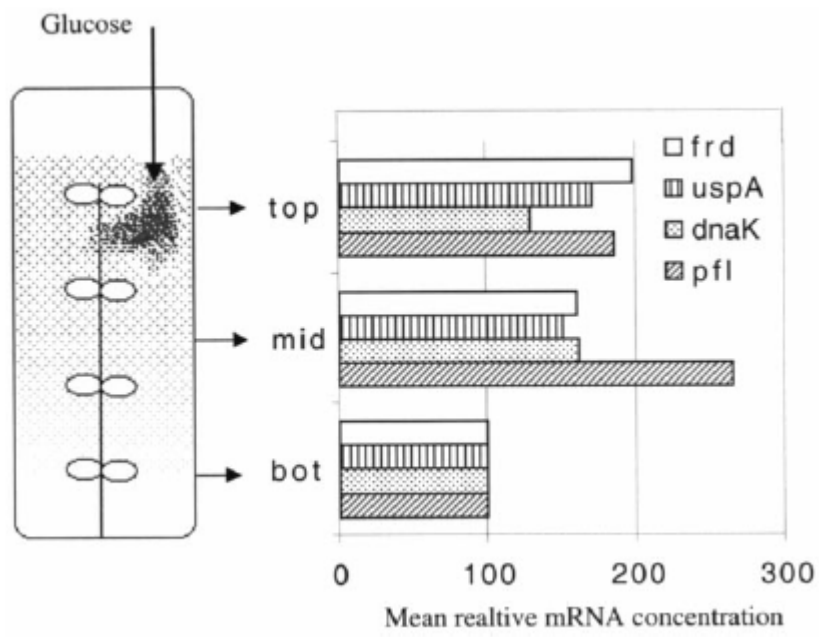 Glucose
top
mid
bot
frd
uspA
dnaK
pfl
0 100 200 300
Mean realtive mRNA concentration